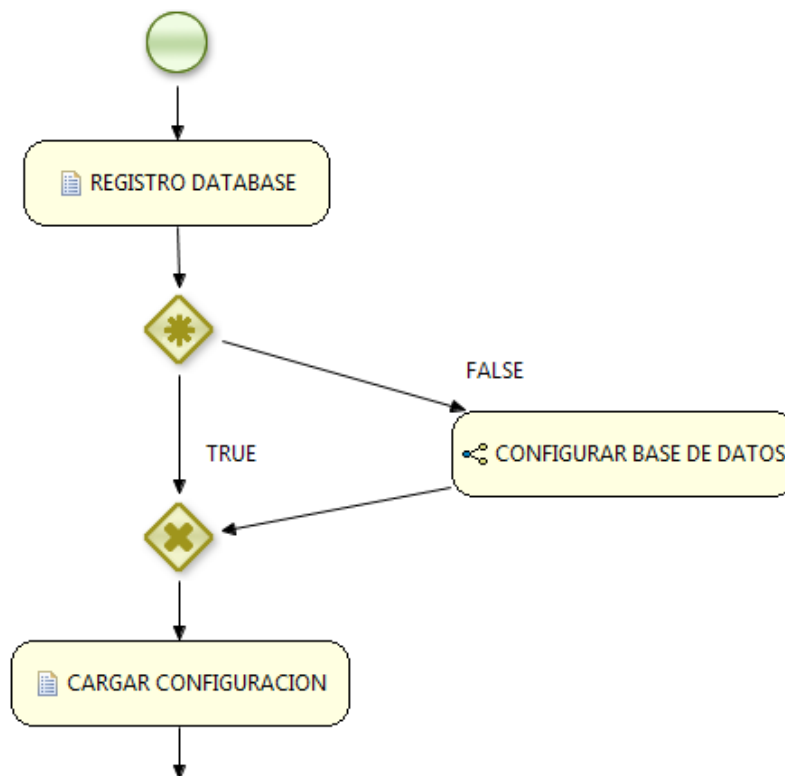 REGISTRO DATABASE
FALSE
TRUE
CONFIGURAR BASE DE DATOS
CARGAR CONFIGURACION